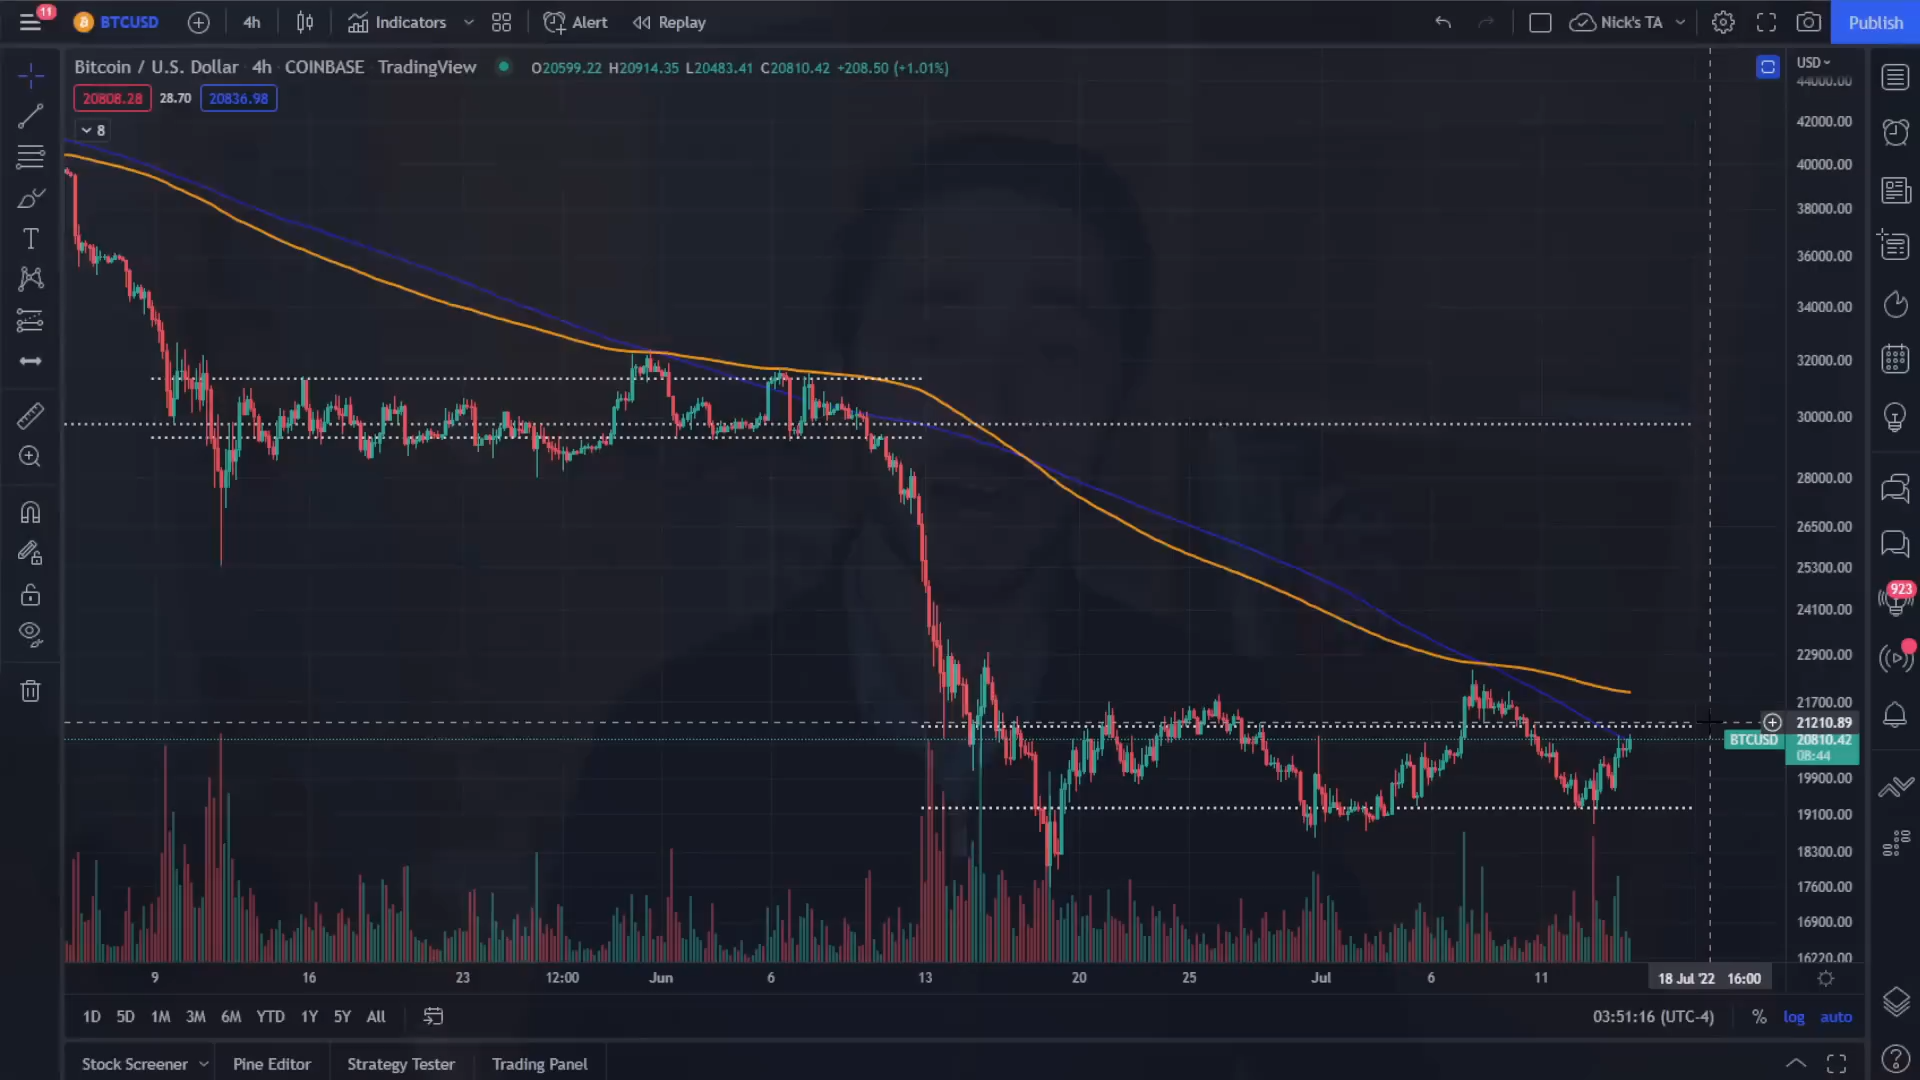 11
BTCUSD
4h
Indicators
Alert
Replay
Nick's TA
Publish
Bitcoin / U.S. Dollar 4h COINBASE TradingView
O20599.22 H20914.35 L20483.41 C20810.42 +208.50 (+1.01%)
USD
20808.28
28.70
20836.98
8
44000.00
42000.00
40000.00
38000.00
36000.00
34000.00
32000.00
30000.00
28000.00
26500.00
25300.00
24100.00
923
22900.00
21700.00
21210.89
BTCUSD
20810.42
08:44
19900.00
19100.00
18300.00
17600.00
16900.00
16220.00
9
16
23
12:00
Jun
6
13
20
25
Jul
6
11
18 Jul '22 16:00
1D
5D
1M
3M
6M
YTD
1Y
5Y
All
03:51:16 (UTC-4)
%
log
auto
Stock Screener
Pine Editor
Strategy Tester
Trading Panel